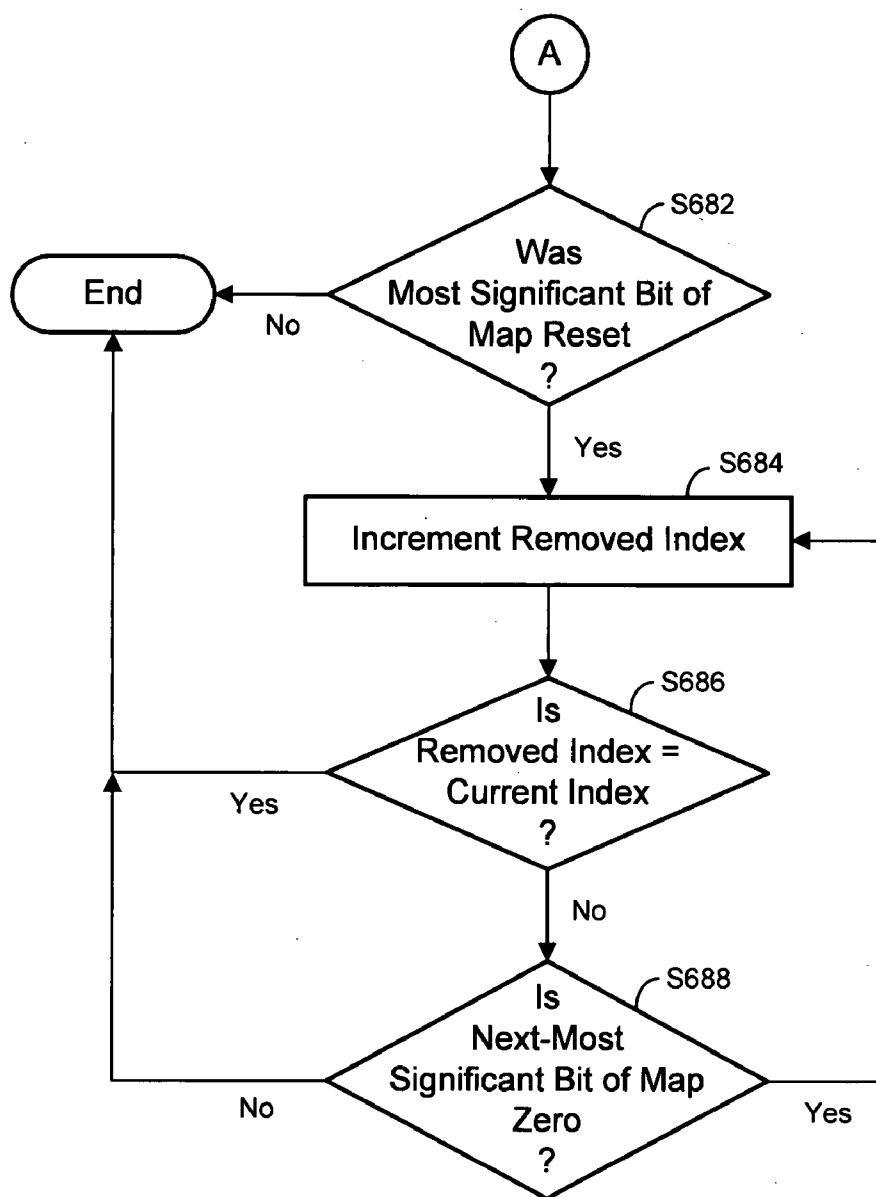 A
S682
Was
Most Significant Bit of
Map Reset
?
End
No
Yes
S684
Increment Removed Index
S686
Is
Removed Index =
Current Index
?
Yes
No
S688
Is
Next-Most
Significant Bit of Map
Zero
?
No
Yes